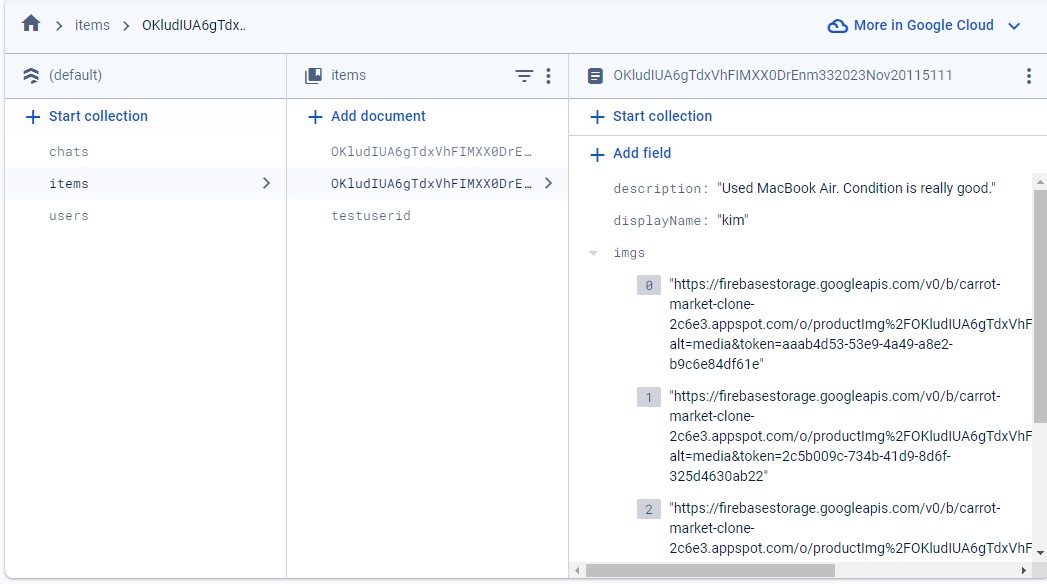 items
OKludIUA6gTdx..
More in Google Cloud
(default)
items
OKludIUA6gTdxVhFIMXX0DrEnm332023Nov20115111
Start collection
Add document
Start collection
chats
items
users
OKludIUA6gTdxVhFIMXX0DrE…
OKludIUA6gTdxVhFIMXX0DrE…
testuserid
Add field
description: "Used MacBook Air. Condition is really good."
displayName: "kim"
imgs
0 "https://firebasestorage.googleapis.com/v0/b/carrot-
market-clone-
2c6e3.appspot.com/o/productImg%2FOKludIUA6gTdxVhF
alt=media&token=aaab4d53-53e9-4a49-a8e2-
b9c6e84df61e"
1 "https://firebasestorage.googleapis.com/v0/b/carrot-
market-clone-
2c6e3.appspot.com/o/productImg%2FOKludIUA6gTdxVhF
alt=media&token=2c5b009c-734b-41d9-8d6f-
325d4630ab22"
2 "https://firebasestorage.googleapis.com/v0/b/carrot-
market-clone-
2c6e3.appspot.com/o/productImg%2FOKludIUA6gTdxVhF